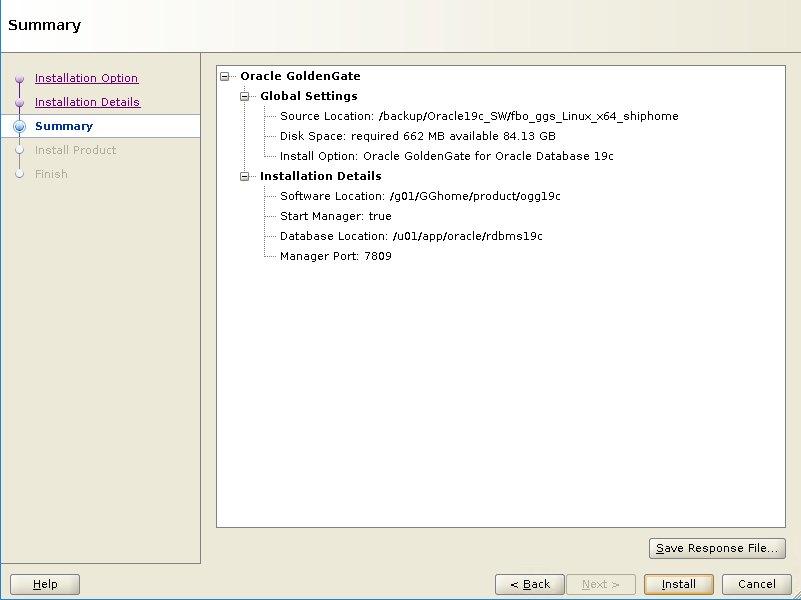 Summary
Installation Option
Installation Details
Summary
Install Product
Finish
Oracle GoldenGate
Global Settings
Source Location: /backup/Oracle19c_SW/fbo_ggs_Linux_x64_shiphome
Disk Space: required 662 MB available 84.13 GB
Install Option: Oracle GoldenGate for Oracle Database 19c
Installation Details
Software Location: /g01/GGhome/product/ogg19c
Start Manager: true
Database Location: /u01/app/oracle/rdbms19c
Manager Port: 7809
Save Response File...
Help
< Back
Next >
Install
Cancel